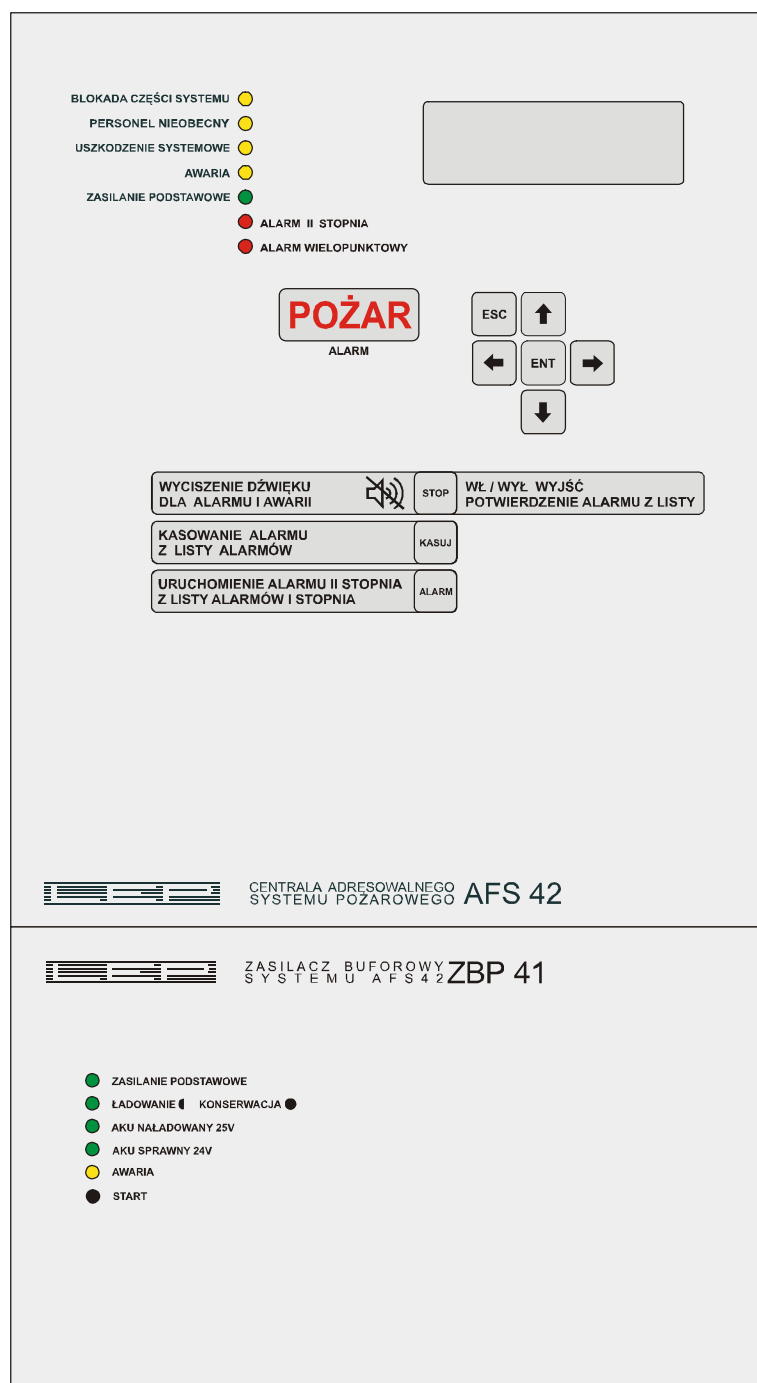 BLOKADA CZĘŚCI SYSTEMU
PERSONEL NIEOBECNY
USZKODZENIE SYSTEMOWE
AWARIA
ZASILANIE PODSTAWOWE
ALARM II STOPNIA
ALARM WIELOPUNKTOWY
POŻAR
ALARM
ESC
ENT
WYCISZENIE DŹWIĘKU
DLA ALARMU I AWARII
STOP
WŁ / WYŁ WYJŚĆ
POTWIERDZENIE ALARMU Z LISTY
KASOWANIE ALARMU
Z LISTY ALARMÓW
KASUJ
URUCHOMIENIE ALARMU II STOPNIA
Z LISTY ALARMÓW I STOPNIA
ALARM
CENTRALA ADRESOWALNEGO
SYSTEMU POŻAROWEGO
AFS 42
ZASILACZ BUFOROWY
SYSTEMU AFS42
ZBP 41
ZASILANIE PODSTAWOWE
ŁADOWANIE KONSERWACJA
AKU NAŁADOWANY 25V
AKU SPRAWNY 24V
AWARIA
START